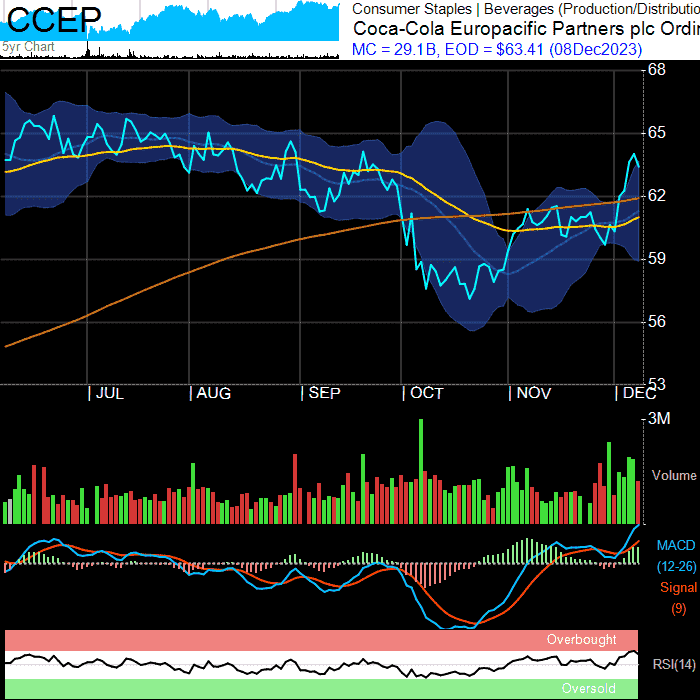 CCEP
5yr Chart
Consumer Staples | Beverages (Production/Distributio
Coca-Cola Europacific Partners plc Ordin
MC = 29.1B, EOD = $63.41 (08Dec2023)
68
65
62
59
56
53
JUL AUG SEP OCT NOV DEC
3M
Volume
MACD
(12-26)
Signal
(9)
Overbought
RSI(14)
Oversold